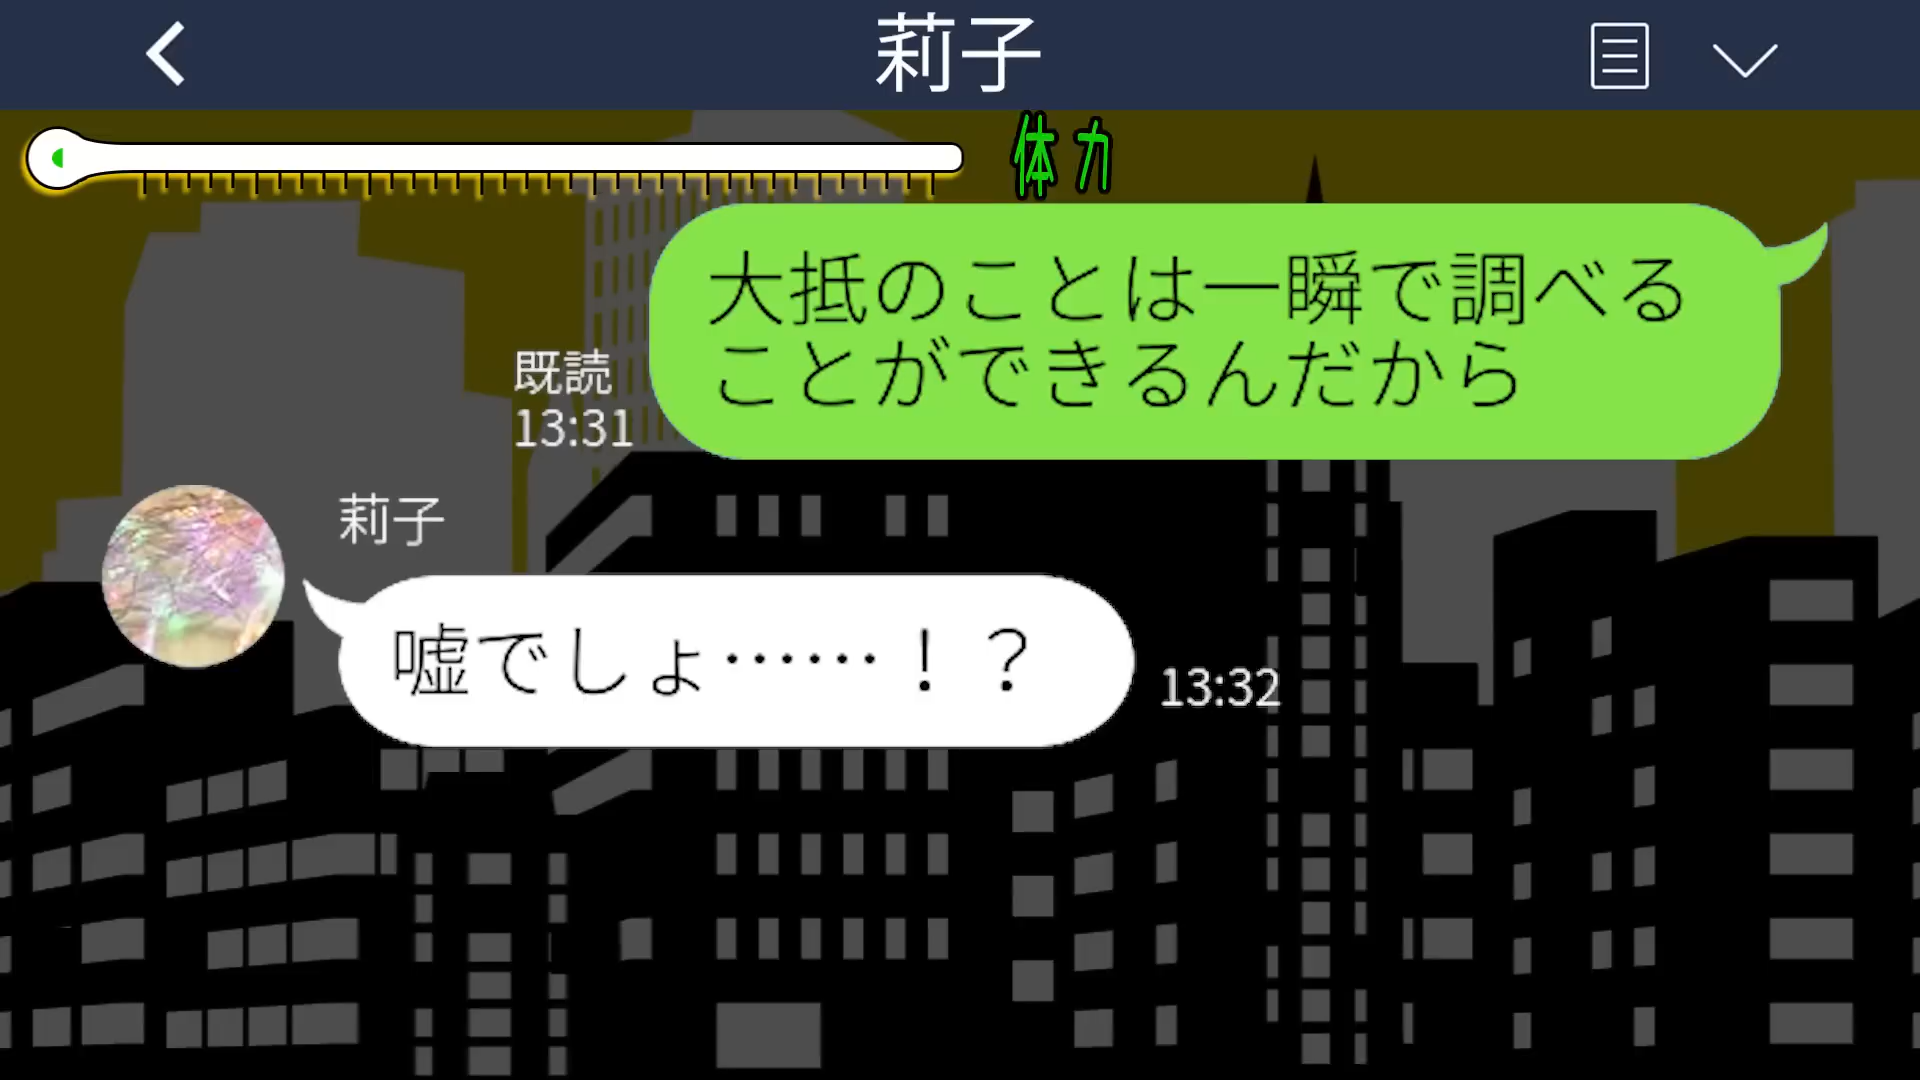 莉子
体力
大抵のことは一瞬で調べる
ことができるんだから
既読
13:31
莉子
嘘でしょ……！？
13:32